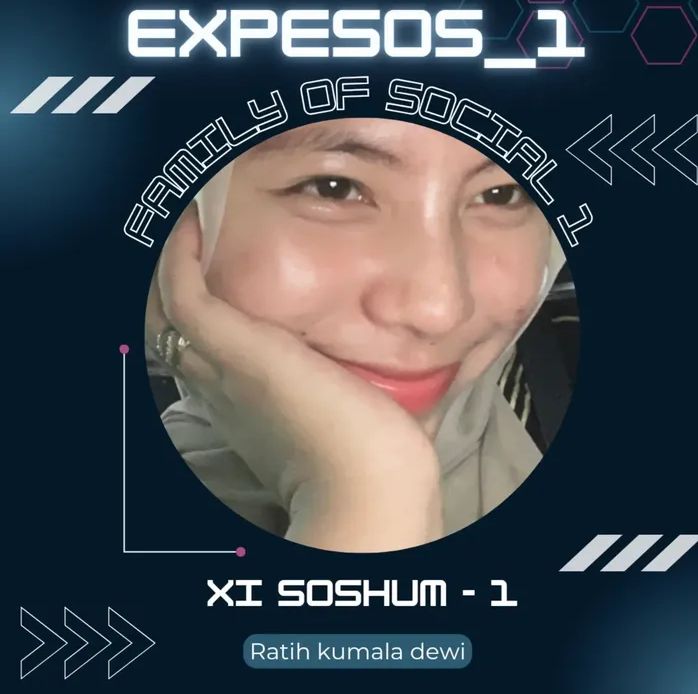 EXPESOS_1
FAMILY OF SOCIAL 1
XI SOSHUM - 1
Ratih kumala dewi